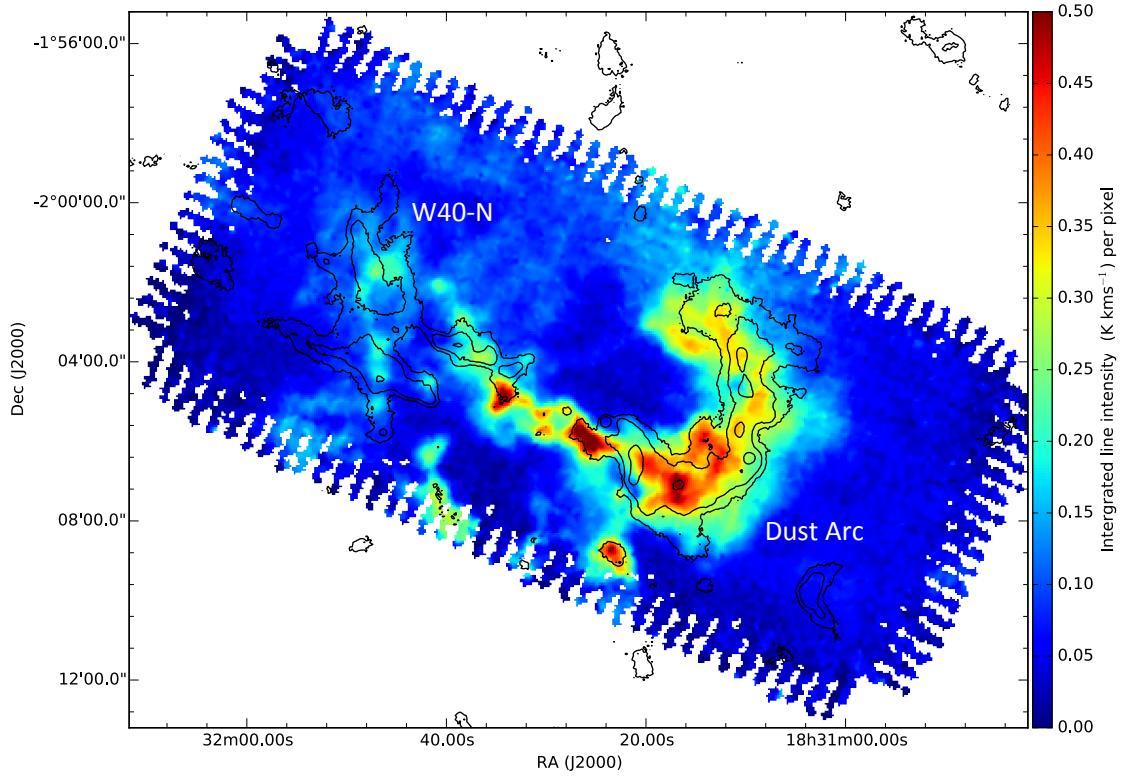 -1°56'00.0"
-2°00'00.0"
04'00.0"
08'00.0"
12'00.0"
Dec (J2000)
W40-N
Dust Arc
32m00.00s
40.00s
20.00s
18h31m00.00s
RA (J2000)
0.50
0.45
0.40
0.35
0.30
0.25
0.20
0.15
0.10
0.05
0.00
Intergrated line intensity (K kms⁻¹) per pixel